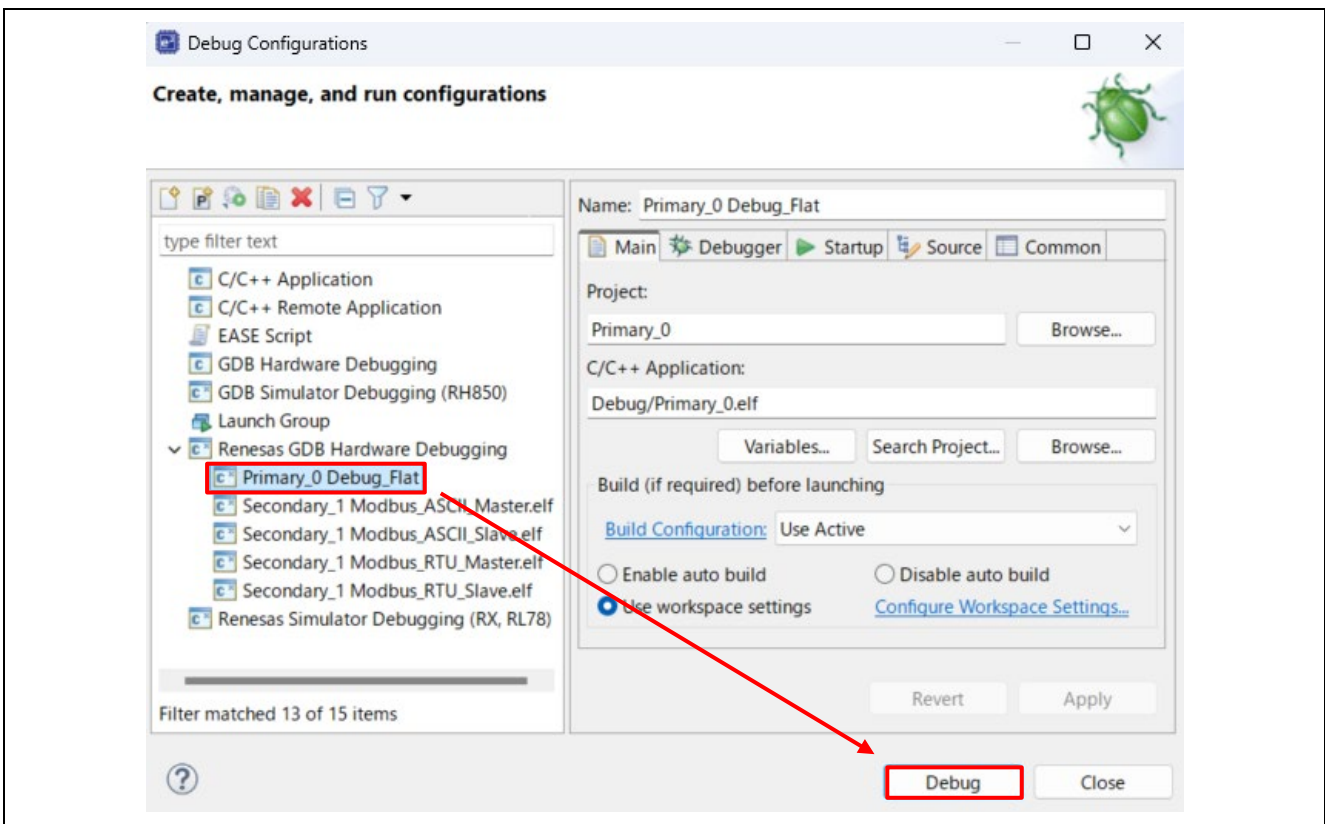 Debug Configurations
Create, manage, and run configurations
type filter text
C/C++ Application
C/C++ Remote Application
EASE Script
GDB Hardware Debugging
GDB Simulator Debugging (RH850)
Launch Group
Renesas GDB Hardware Debugging
Primary_0 Debug_Flat
Secondary_1 Modbus_ASCII_Master.elf
Secondary_1 Modbus_ASCII_Slave.elf
Secondary_1 Modbus_RTU_Master.elf
Secondary_1 Modbus_RTU_Slave.elf
Renesas Simulator Debugging (RX, RL78)
Filter matched 13 of 15 items
Name: Primary_0 Debug_Flat
Main Debugger Startup Source Common
Project:
Primary_0 Browse...
C/C++ Application:
Debug/Primary_0.elf
Variables... Search Project... Browse...
Build (if required) before launching
Build Configuration: Use Active
Enable auto build Disable auto build
Use workspace settings Configure Workspace Settings...
Revert Apply
Debug Close